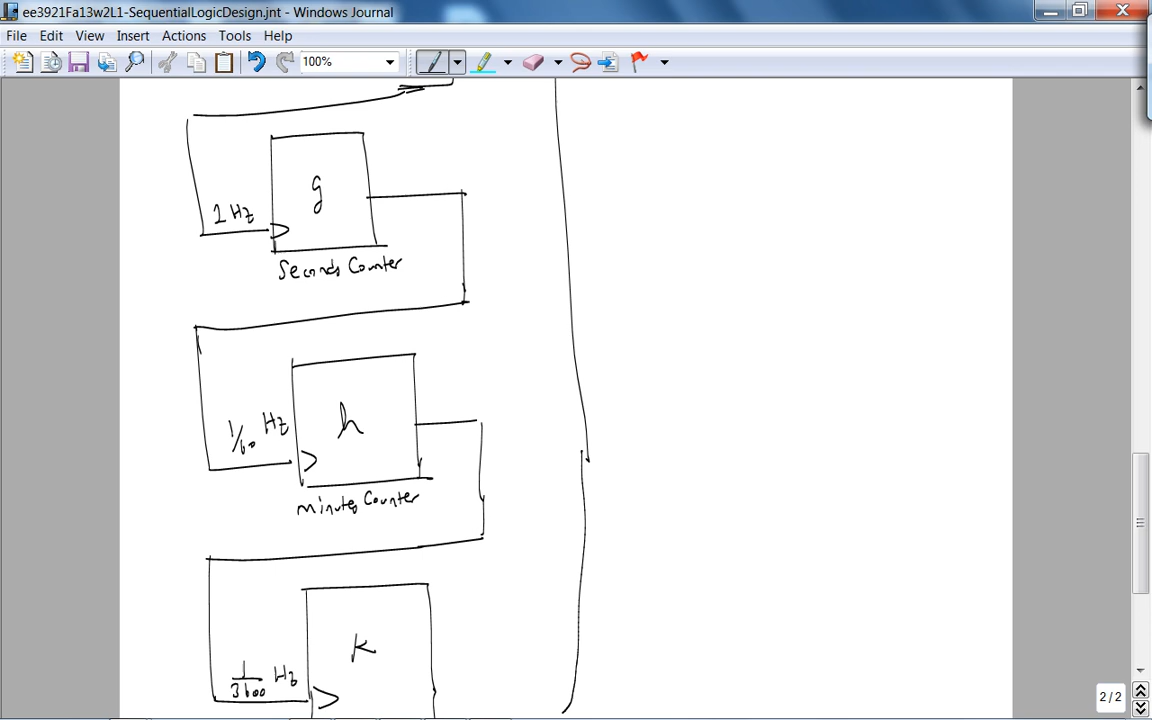 ee3921Fa13w2L1-SequentialLogicDesign.jnt - Windows Journal
File Edit View Insert Actions Tools Help
100%
g
1 Hz
Seconds Counter
1/60 Hz
h
minutes Counter
k
1/3600 Hz
2/2